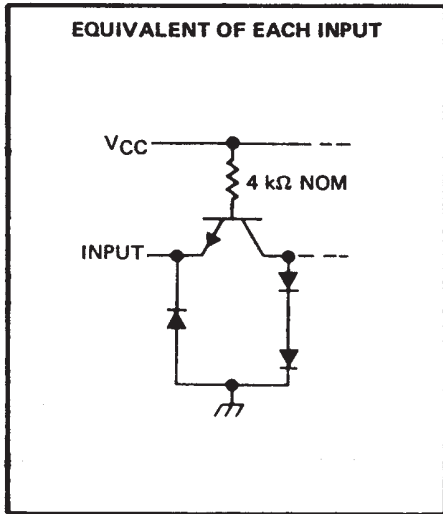 EQUIVALENT OF EACH INPUT
VCC
4 kΩ NOM
INPUT